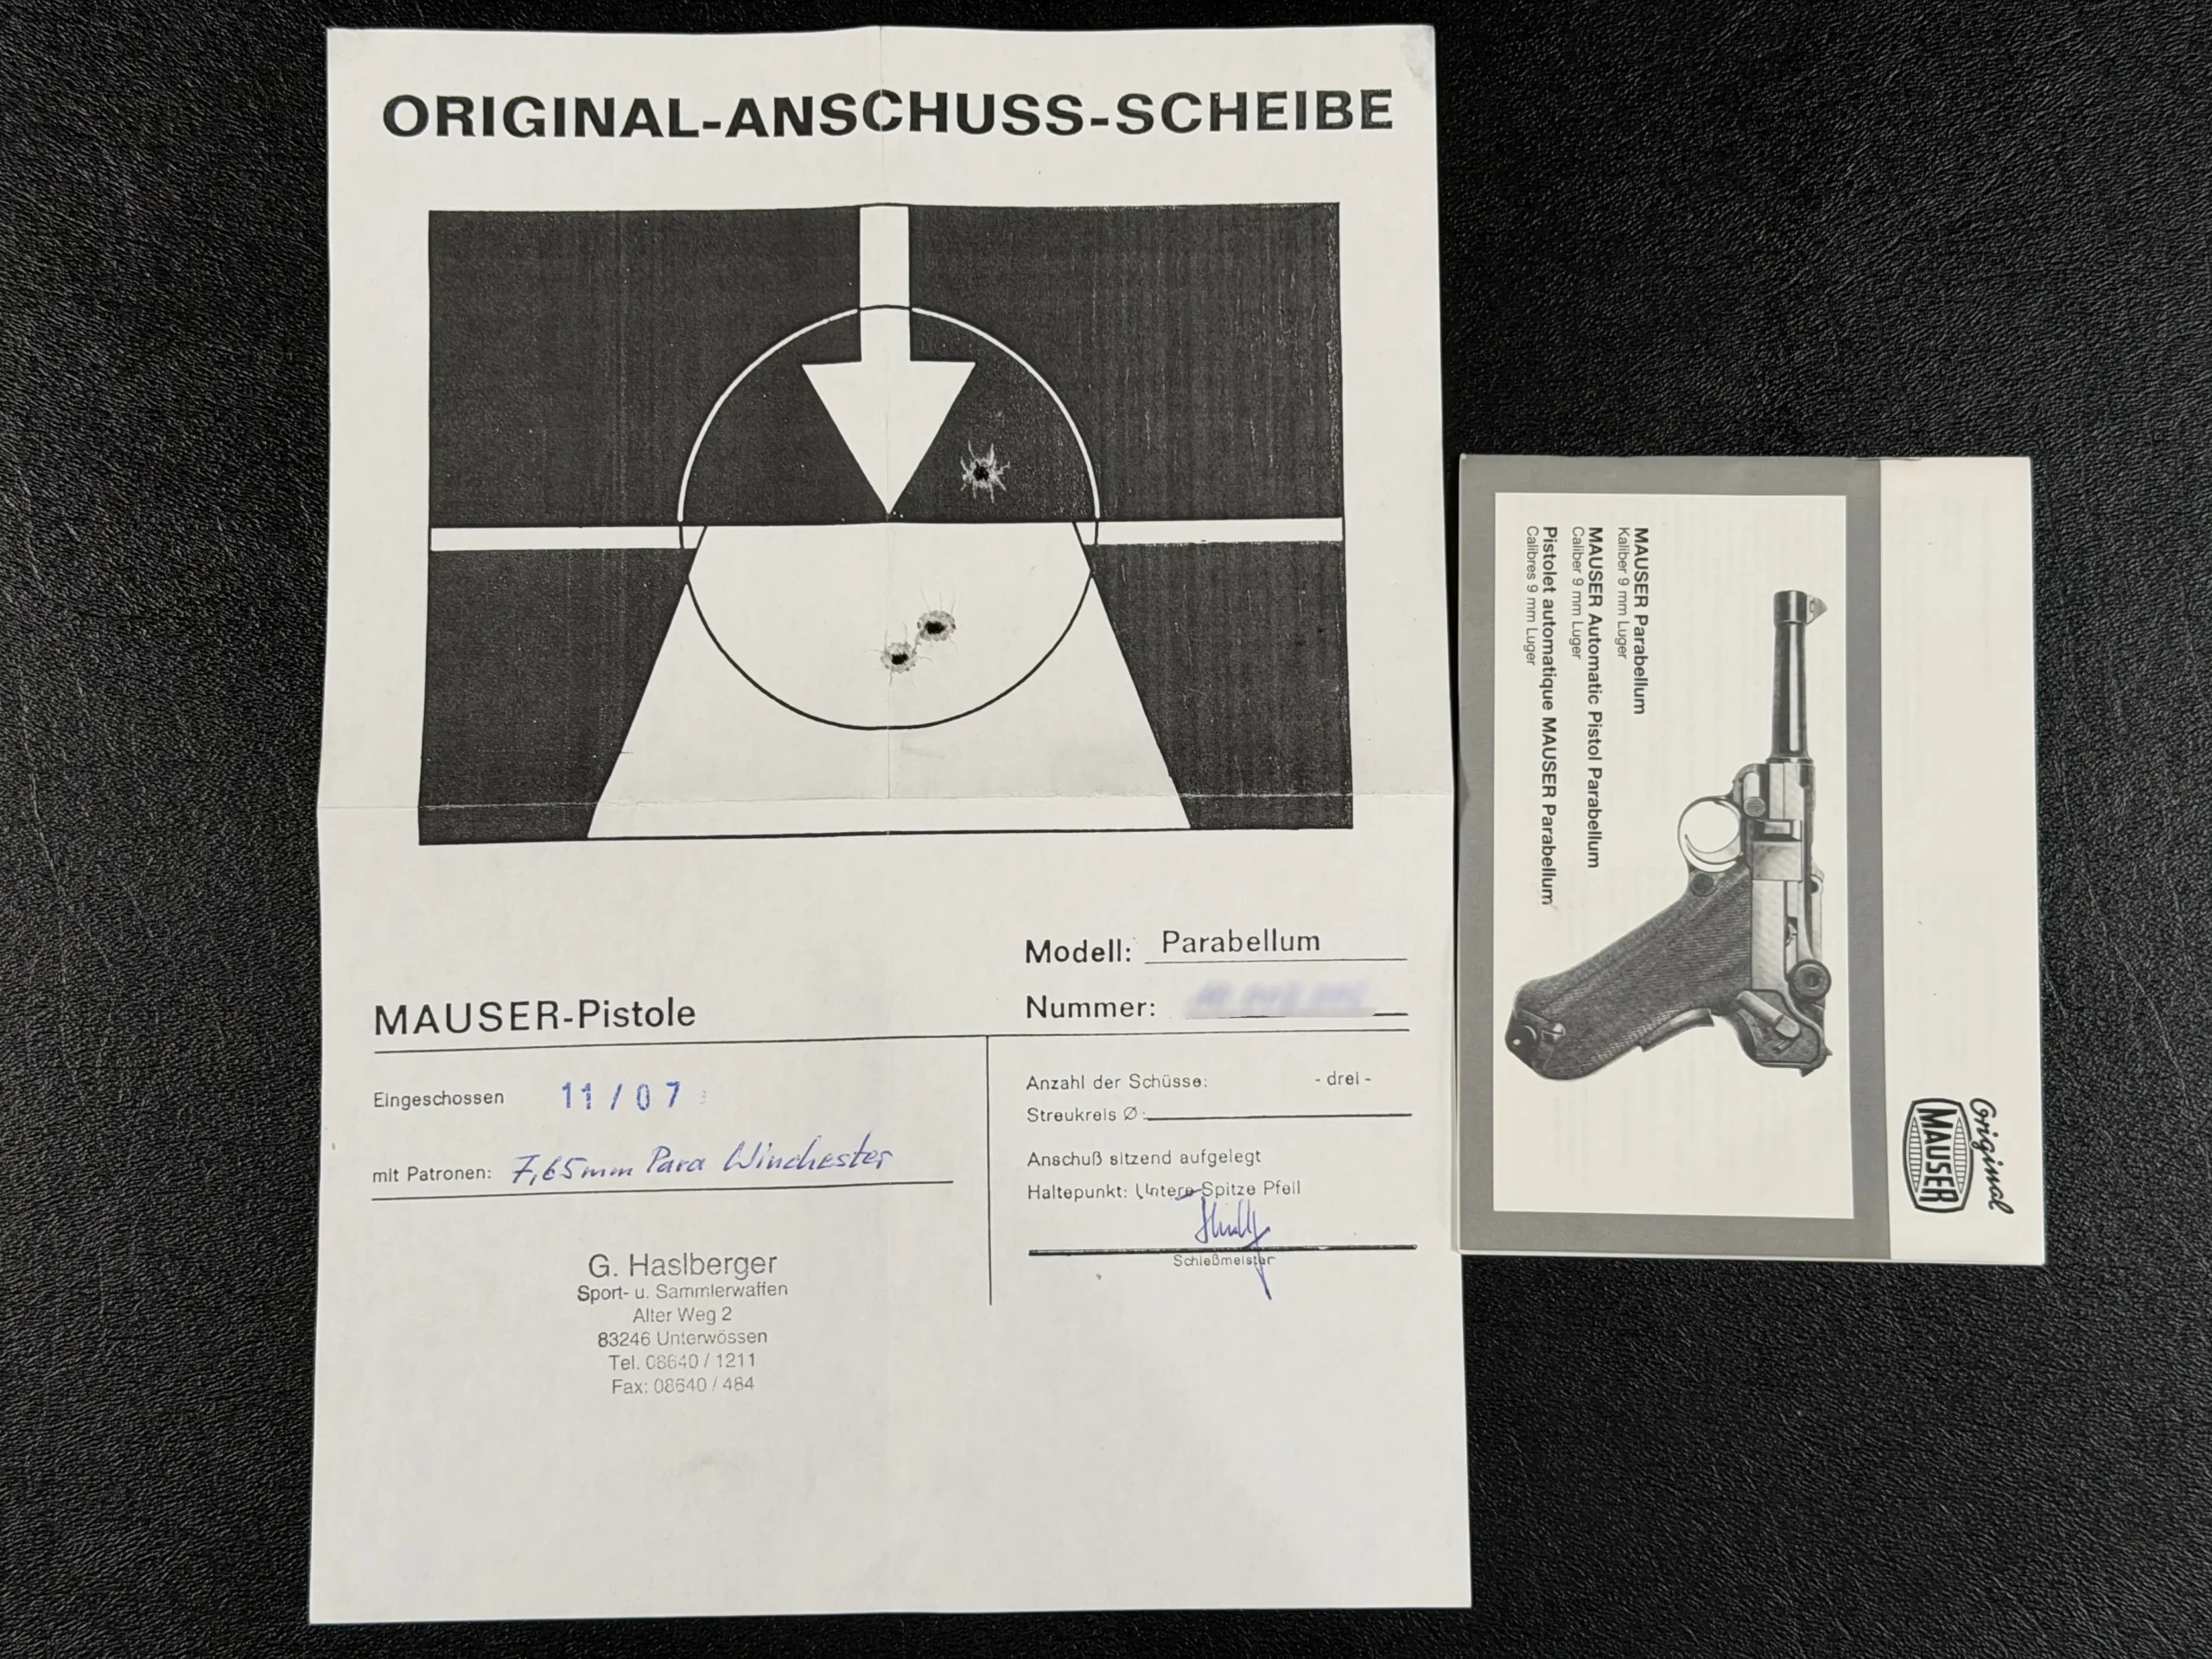 ORIGINAL-ANSCHUSS-SCHEIBE
Modell: Parabellum
Nummer:
MAUSER-Pistole
Eingeschossen 11/07
mit Patronen: 7,65mm Para Winchester
Anzahl der Schüsse: - drei -
Streukreis Ø:
Anschuß sitzend aufgelegt
Haltepunkt: Untere Spitze Pfeil
Schießmeister
G. Haslberger
Sport- u. Sammlerwaffen
Alter Weg 2
83246 Unterwössen
Tel. 08640 / 1211
Fax: 08640 / 484
MAUSER Parabellum
Kaliber 9 mm Luger
MAUSER Automatic Pistol Parabellum
Caliber 9 mm Luger
Pistolet automatique MAUSER Parabellum
Calibres 9 mm Luger
Original
MAUSER